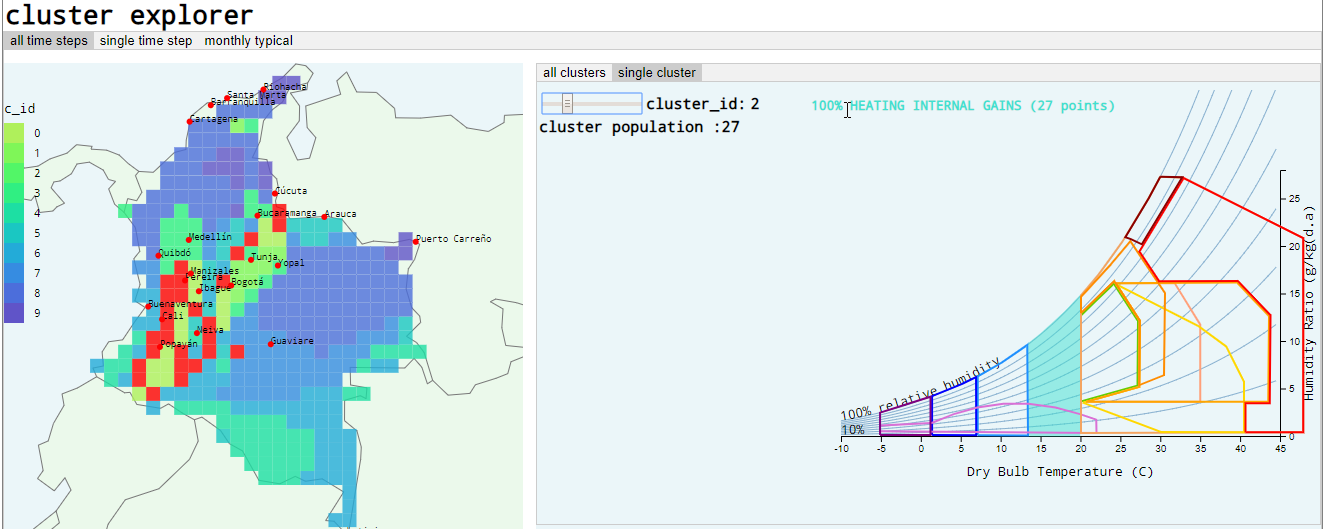 cluster explorer
all time steps single time step monthly typical
c_id
0
1
2
3
4
5
6
7
8
9
Riohacha
Santa Marta
Barranquilla
Cartagena
Cúcuta
Bucaramanga
Arauca
Medellín
Puerto Carreño
Quibdó
Tunja
Yopal
Manizales
Pereira
Bogotá
Ibagué
Buenaventura
Cali
Neiva
Guaviare
Popayán
all clusters single cluster
cluster_id: 2
cluster population :27
100% HEATING INTERNAL GAINS (27 points)
100% relative humidity
10%
25
20
15
10
5
0
Humidity Ratio (g/kg(d.a)
-10 -5 0 5 10 15 20 25 30 35 40 45
Dry Bulb Temperature (C)